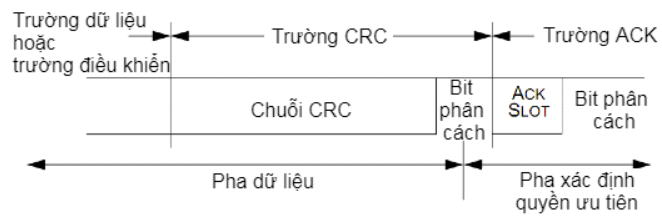 Trường dữ liệu
hoặc
trường điều khiển
Trường CRC
Trường ACK
Chuỗi CRC
Bit
phân
cách
ACK
SLOT
Bit phân
cách
Pha dữ liệu
Pha xác định
quyền ưu tiên